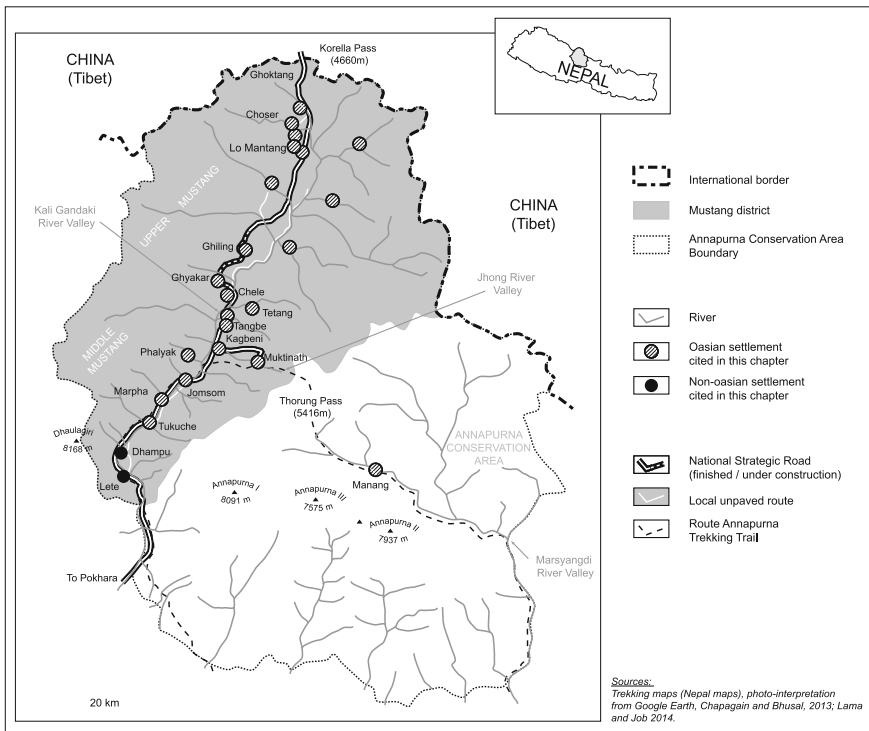 CHINA
(Tibet)
Korella Pass
(4660m)
NEPAL
Ghoktang
Choser
Lo Mantang
UPPER MUSTANG
Kali Gandaki
River Valley
CHINA
(Tibet)
Ghiling
Jhong River
Valley
Ghyakar
Chele
Tetang
Tangbe
MIDDLE
MUSTANG
Kagbeni
Phalyak
Muktinath
Jomsom
Marpha
Thorung Pass
(5416m)
Tukuche
Dhaulagiri
8168 m
Dhampu
ANNAPURNA
CONSERVATION
AREA
Manang
Lete
Annapurna I
8091 m
Annapurna III
7575 m
Annapurna II
7937 m
Marsyangdi
River Valley
To Pokhara
20 km
International border
Mustang district
Annapurna Conservation Area
Boundary
River
Oasian settlement
cited in this chapter
Non-oasian settlement
cited in this chapter
National Strategic Road
(finished / under construction)
Local unpaved route
Route Annapurna
Trekking Trail
Sources:
Trekking maps (Nepal maps), photo-interpretation
from Google Earth, Chapagain and Bhusal, 2013; Lama
and Job 2014.